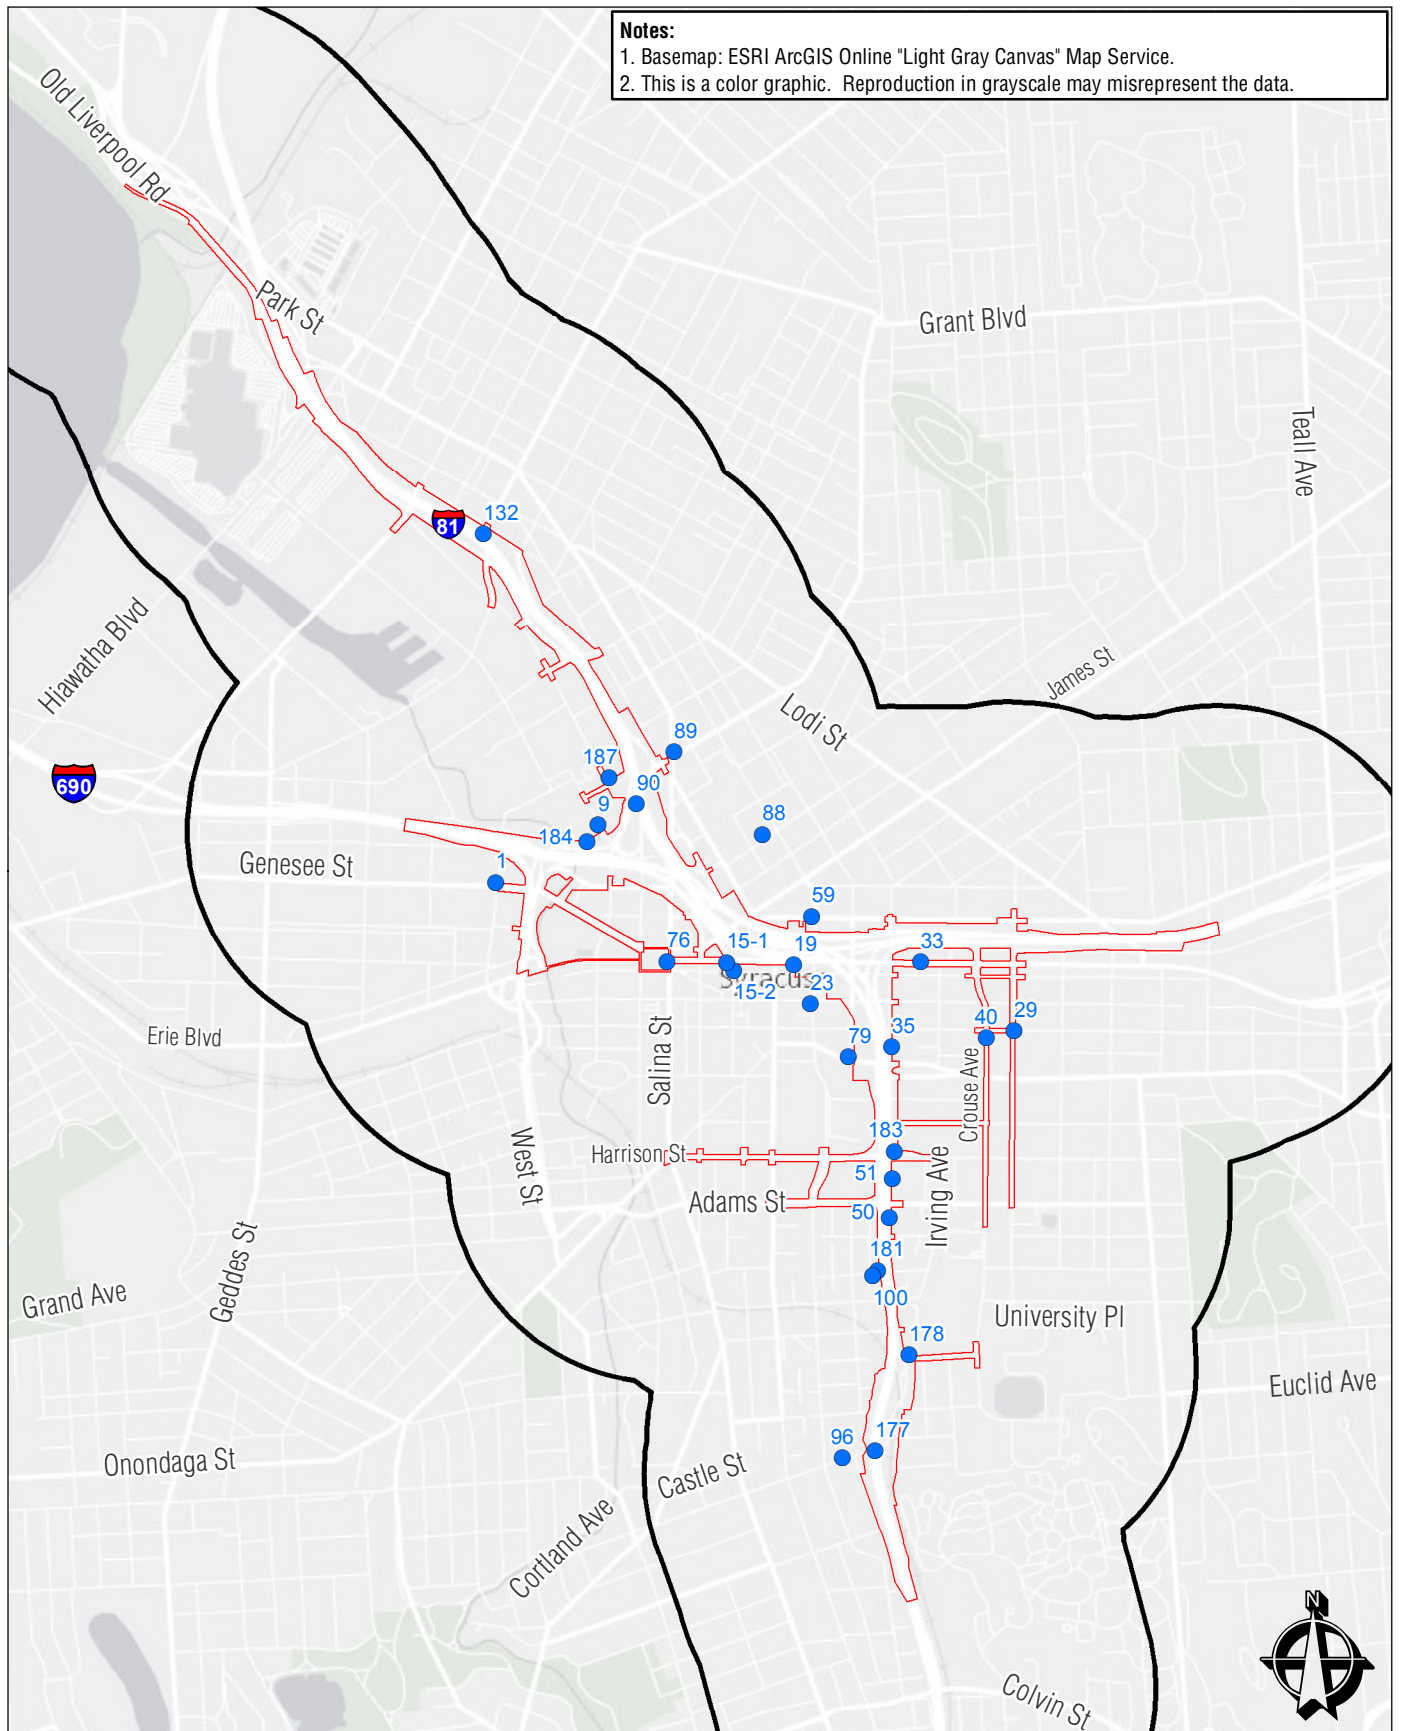 Notes:
1. Basemap: ESRI ArcGIS Online "Light Gray Canvas" Map Service.
2. This is a color graphic.  Reproduction in grayscale may misrepresent the data.
Old Liverpool Rd
Park St
Grant Blvd
Teall Ave
132
81
Hiawatha Blvd
James St
Lodi St
89
187
690
90
9
88
184
Genesee St
1
59
76
15-1
19
33
Syracuse
15-2
23
Erie Blvd
Salina St
79
35
40
29
Crouse Ave
183
Harrison St
West St
51
Irving Ave
Adams St
50
Geddes St
181
Grand Ave
100
University Pl
178
Euclid Ave
96
177
Onondaga St
Castle St
Cortland Ave
N
Colvin St